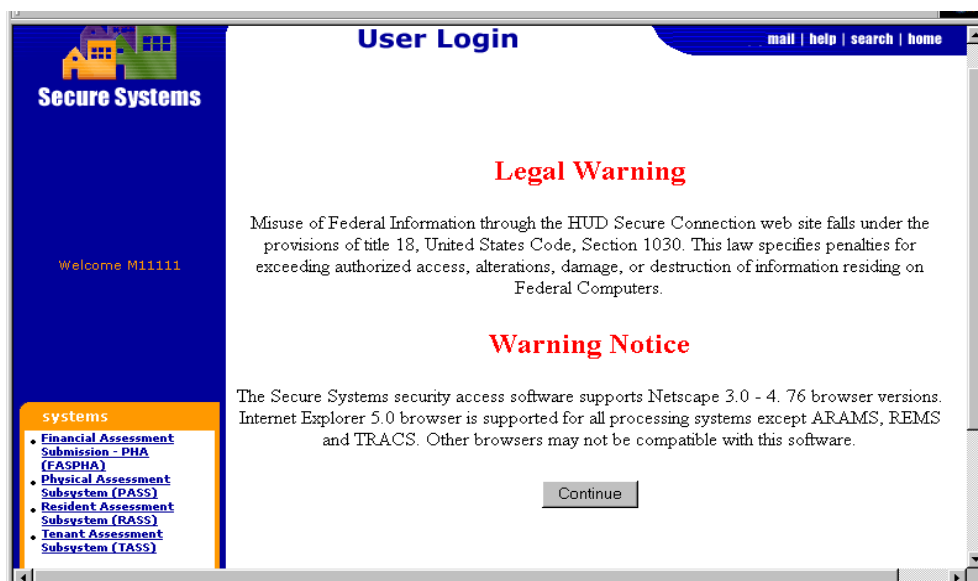 User Login
mail | help | search | home
Secure Systems
Welcome M11111
systems
Financial Assessment
Submission - PHA
(FASPHA)
Physical Assessment
Subsystem (PASS)
Resident Assessment
Subsystem (RASS)
Tenant Assessment
Subsystem (TASS)
Legal Warning
Misuse of Federal Information through the HUD Secure Connection web site falls under the
provisions of title 18, United States Code, Section 1030. This law specifies penalties for
exceeding authorized access, alterations, damage, or destruction of information residing on
Federal Computers.
Warning Notice
The Secure Systems security access software supports Netscape 3.0 - 4. 76 browser versions.
Internet Explorer 5.0 browser is supported for all processing systems except ARAMS, REMS
and TRACS. Other browsers may not be compatible with this software.
Continue